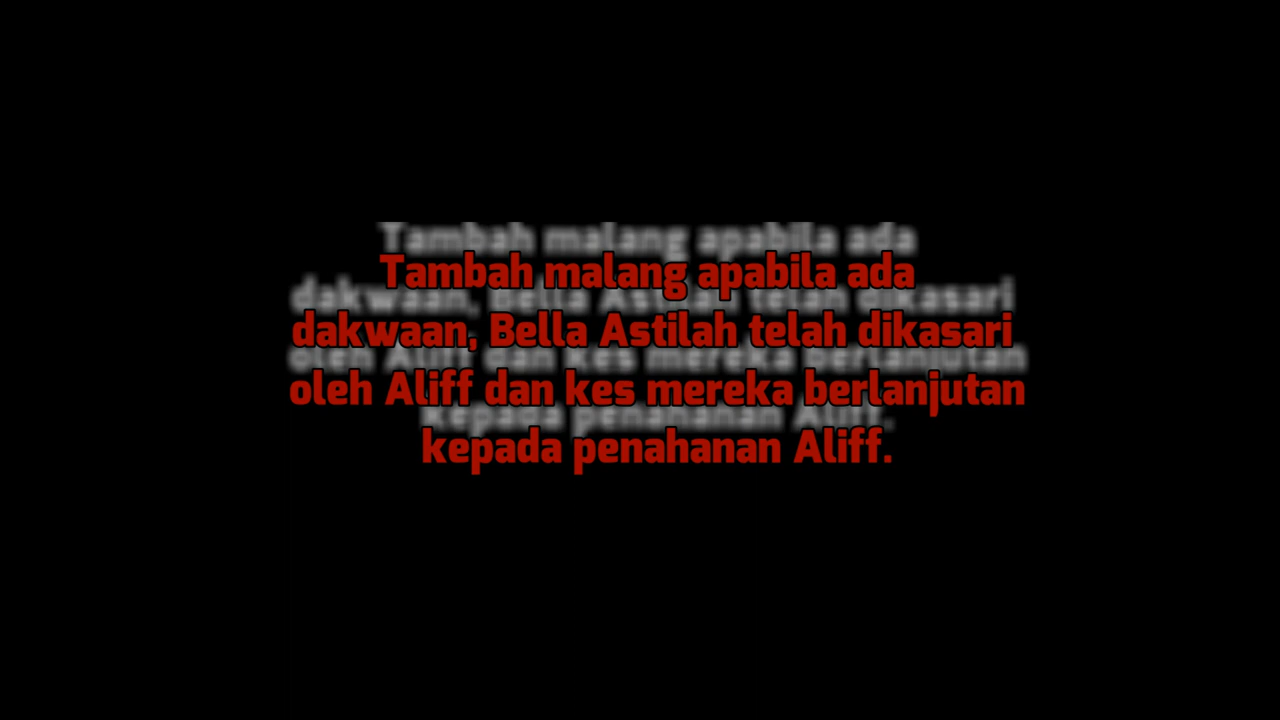 Tambah malang apabila ada
dakwaan, Bella Astilah telah dikasari
oleh Aliff dan kes mereka berlanjutan
kepada penahanan Aliff.